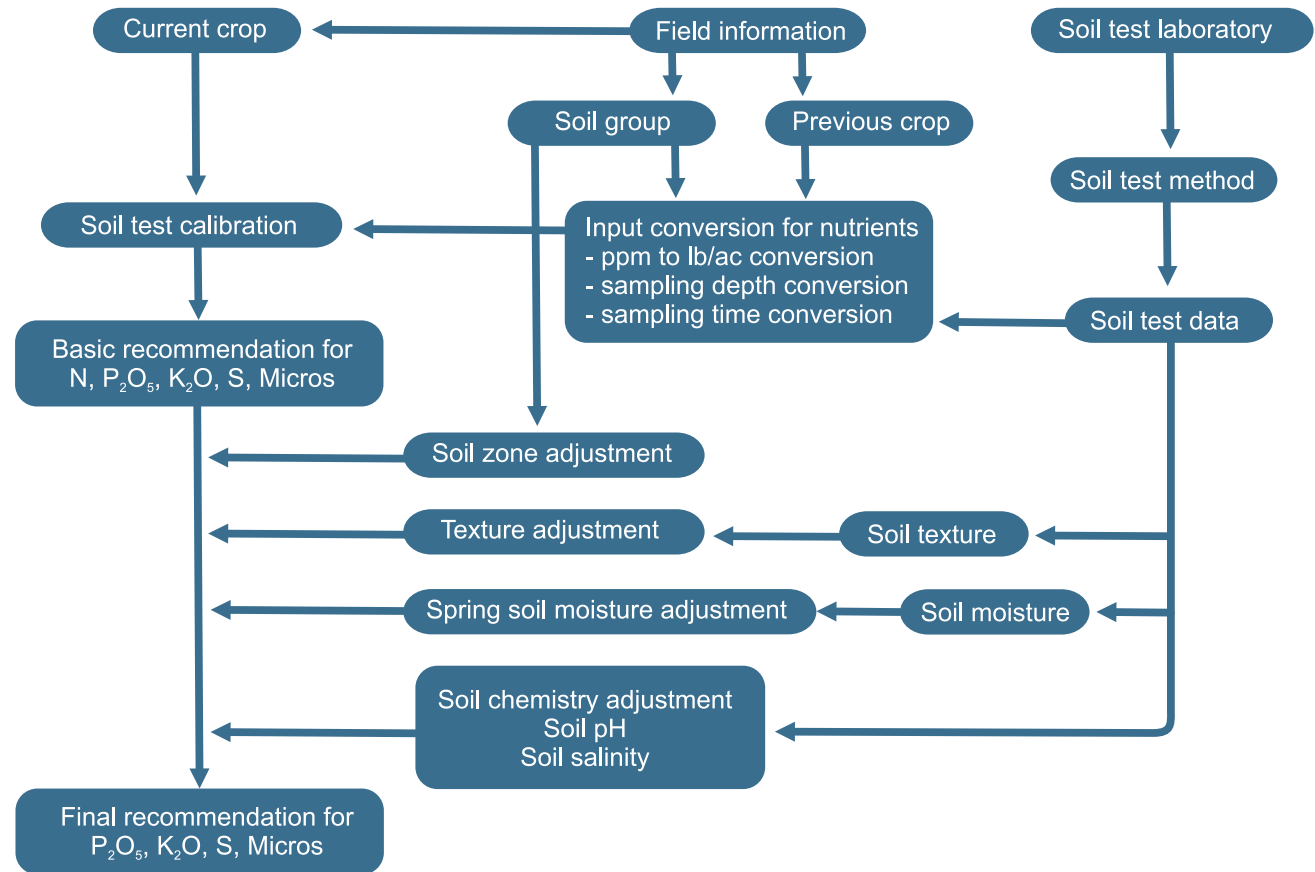 Current crop
Field information
Soil test laboratory
Soil group
Previous crop
Soil test method
Soil test calibration
Input conversion for nutrients
- ppm to lb/ac conversion
- sampling depth conversion
- sampling time conversion
Soil test data
Basic recommendation for
N, P₂O₅, K₂O, S, Micros
Soil zone adjustment
Texture adjustment
Soil texture
Spring soil moisture adjustment
Soil moisture
Soil chemistry adjustment
Soil pH
Soil salinity
Final recommendation for
P₂O₅, K₂O, S, Micros